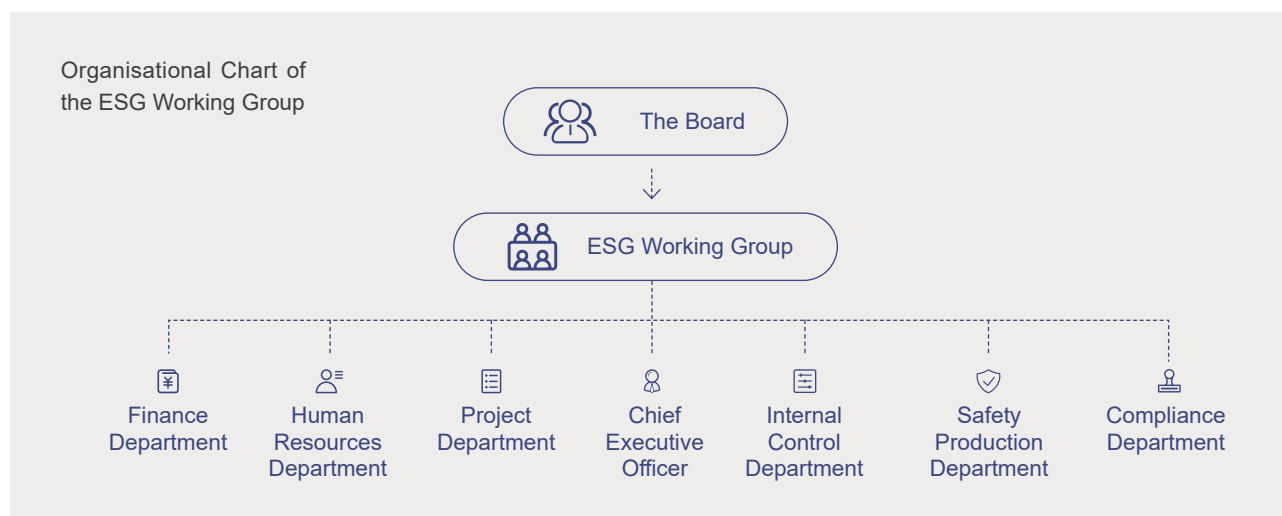 Organisational Chart of
the ESG Working Group
The Board
ESG Working Group
Finance
Department
Human
Resources
Department
Project
Department
Chief
Executive
Officer
Internal
Control
Department
Safety
Production
Department
Compliance
Department